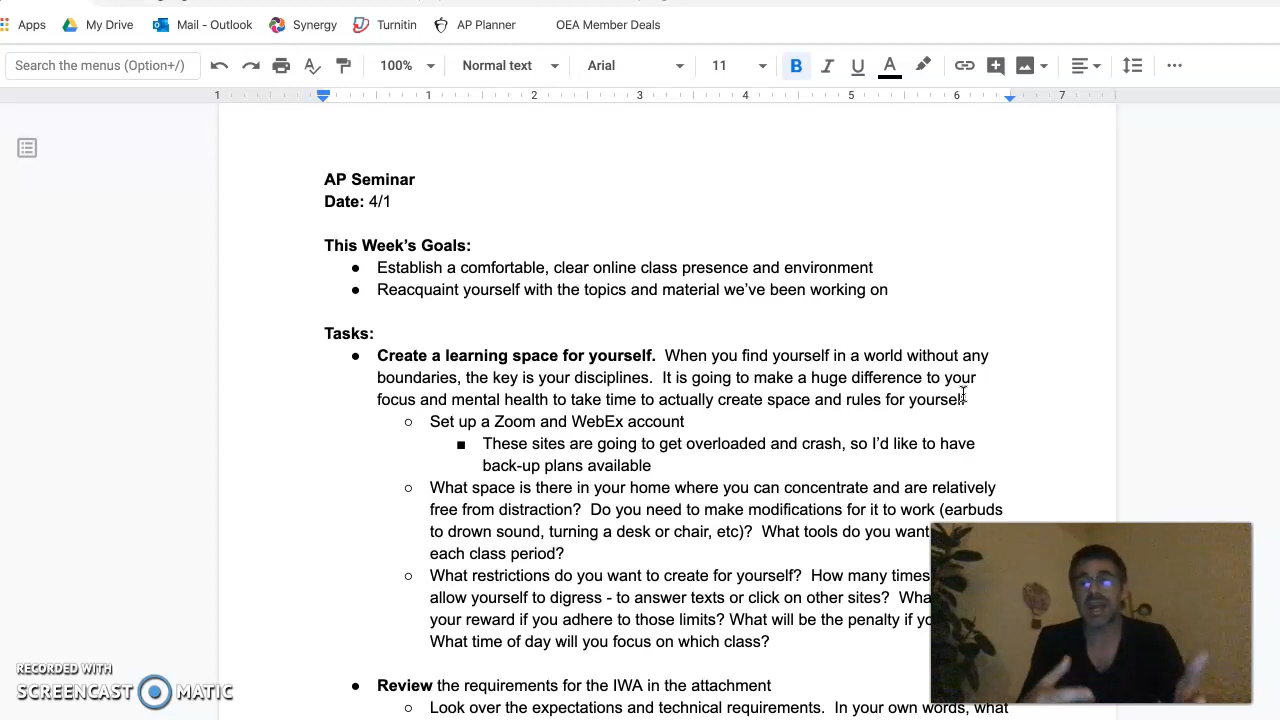 Apps My Drive Mail - Outlook Synergy Turnitin AP Planner OEA Member Deals
Search the menus (Option+/) 100% Normal text Arial 11 B I U A
1 1 2 3 4 5 6 7
AP Seminar
Date: 4/1
This Week's Goals:
● Establish a comfortable, clear online class presence and environment
● Reacquaint yourself with the topics and material we've been working on
Tasks:
● Create a learning space for yourself. When you find yourself in a world without any
boundaries, the key is your disciplines. It is going to make a huge difference to your
focus and mental health to take time to actually create space and rules for yourself
○ Set up a Zoom and WebEx account
■ These sites are going to get overloaded and crash, so I'd like to have
back-up plans available
○ What space is there in your home where you can concentrate and are relatively
free from distraction? Do you need to make modifications for it to work (earbuds
to drown sound, turning a desk or chair, etc)? What tools do you want
each class period?
○ What restrictions do you want to create for yourself? How many times
allow yourself to digress - to answer texts or click on other sites?
your reward if you adhere to those limits? What will be the penalty if
What time of day will you focus on which class?
● Review the requirements for the IWA in the attachment
○ Look over the expectations and technical requirements. In your own words, what
RECORDED WITH
SCREENCAST MATIC